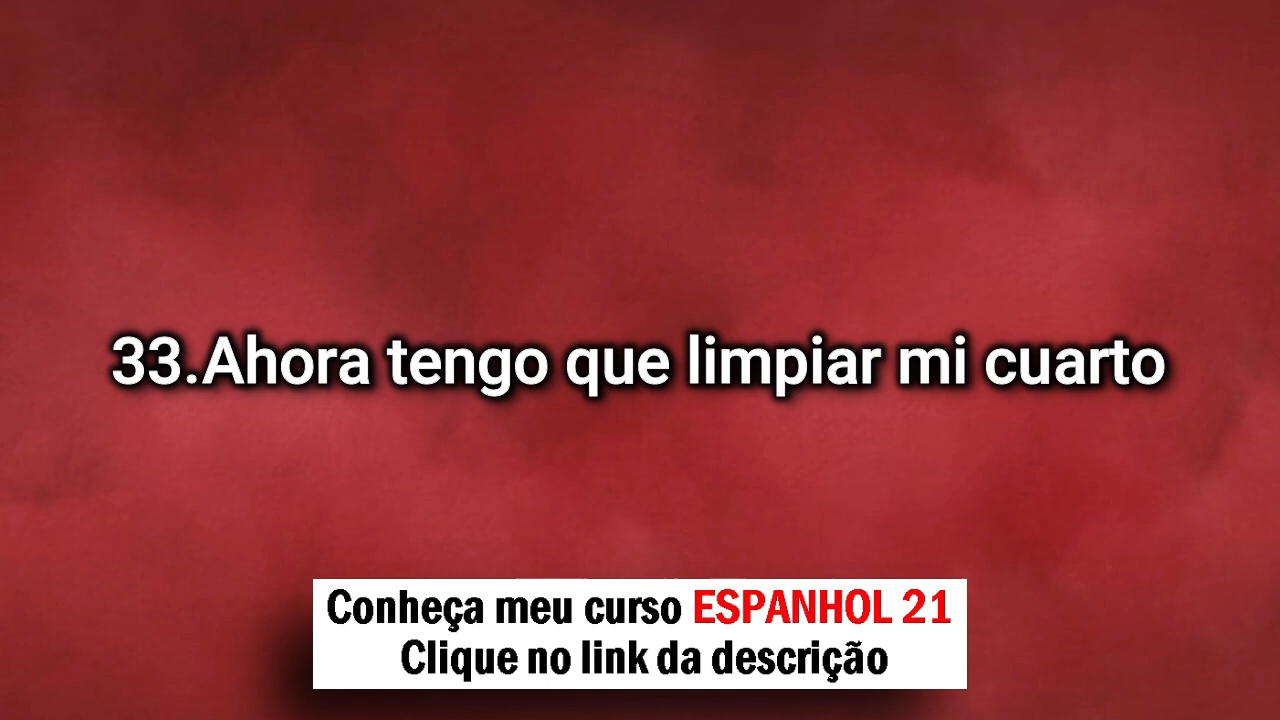 33.Ahora tengo que limpiar mi cuarto
Conheça meu curso ESPANHOL 21
Clique no link da descrição